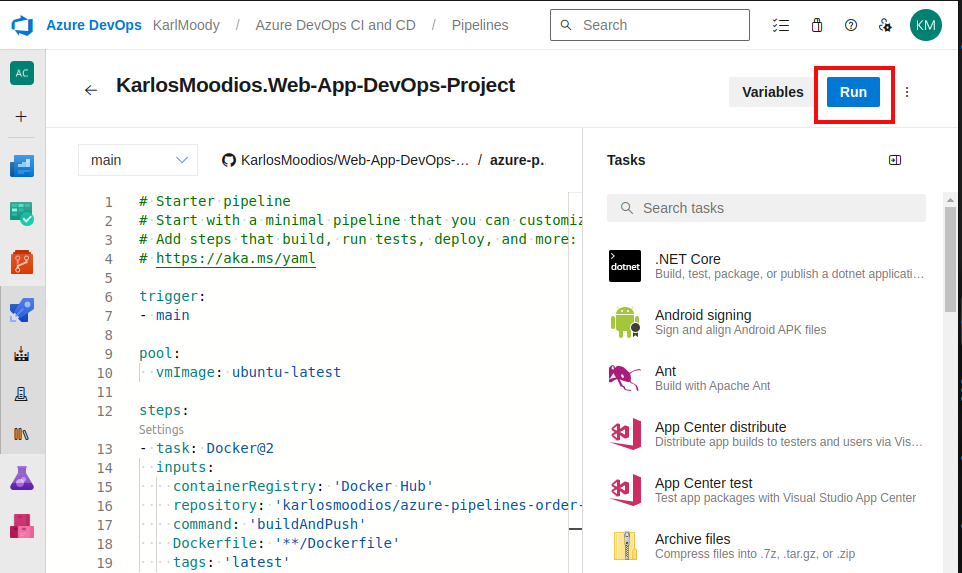 Azure DevOps KarlMoody / Azure DevOps CI and CD / Pipelines Search KM
AC
KarlosMoodios.Web-App-DevOps-Project
Variables Run
main KarlosMoodios/Web-App-DevOps-... / azure-p..
1 # Starter pipeline
2 # Start with a minimal pipeline that you can customiz
3 # Add steps that build, run tests, deploy, and more:
4 # https://aka.ms/yaml
5
6 trigger:
7 - main
8
9 pool:
10 vmImage: ubuntu-latest
11
12 steps:
Settings
13 - task: Docker@2
14 inputs:
15 containerRegistry: 'Docker Hub'
16 repository: 'karlosmoodios/azure-pipelines-order-
17 command: 'buildAndPush'
18 Dockerfile: '**/Dockerfile'
19 tags: 'latest'
Tasks
Search tasks
dotnet
.NET Core
Build, test, package, or publish a dotnet applicati...
Android signing
Sign and align Android APK files
Ant
Build with Apache Ant
App Center distribute
Distribute app builds to testers and users via Vis...
App Center test
Test app packages with Visual Studio App Center
Archive files
Compress files into .7z, .tar.gz, or .zip